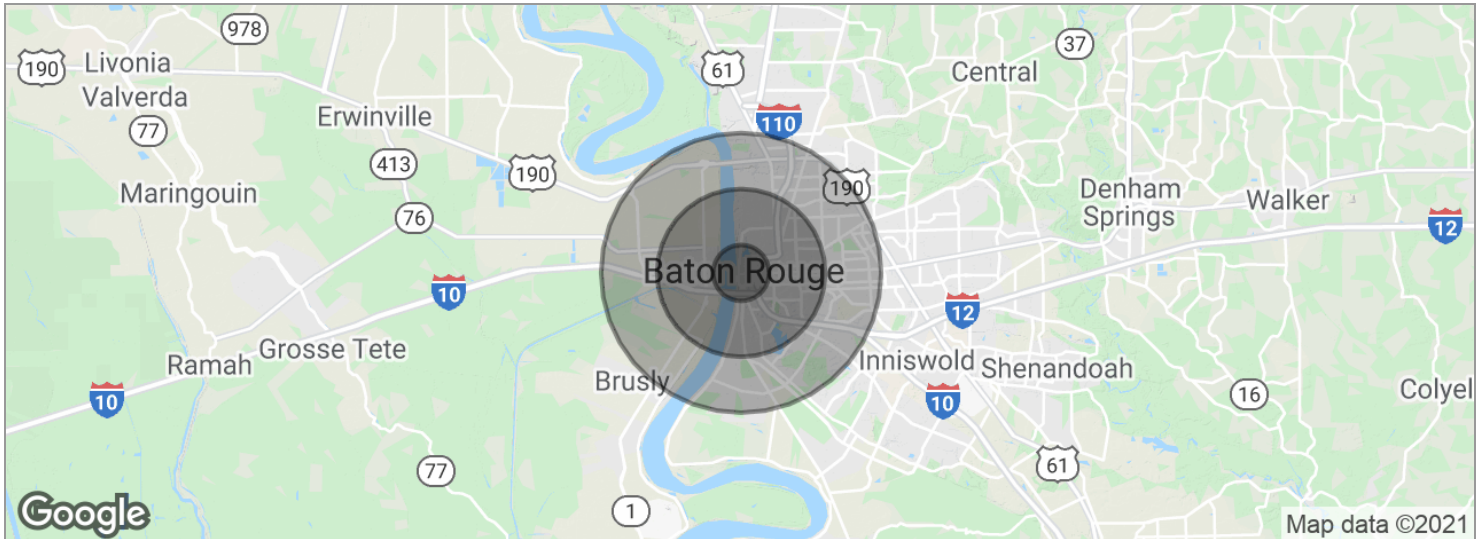 978
190
Livonia
61
37
Central
Valverda
Erwinville
110
77
413
190
190
Maringouin
Denham
Springs
Walker
76
12
Baton Rouge
10
12
Ramah
Grosse Tete
Inniswold
Shenandoah
Brusly
10
10
16
Colyel
77
61
1
Google
Map data ©2021